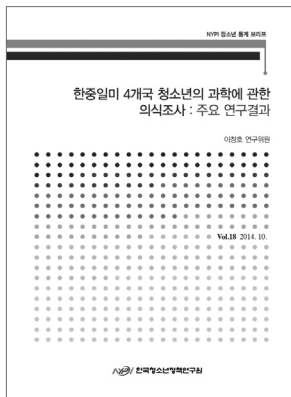 NYPI 청소년 통계 브리프
한중일미 4개국 청소년의 과학에 관한
의식조사 : 주요 연구결과
이창호 연구위원
Vol.18 2014. 10.
NYPI 한국청소년정책연구원